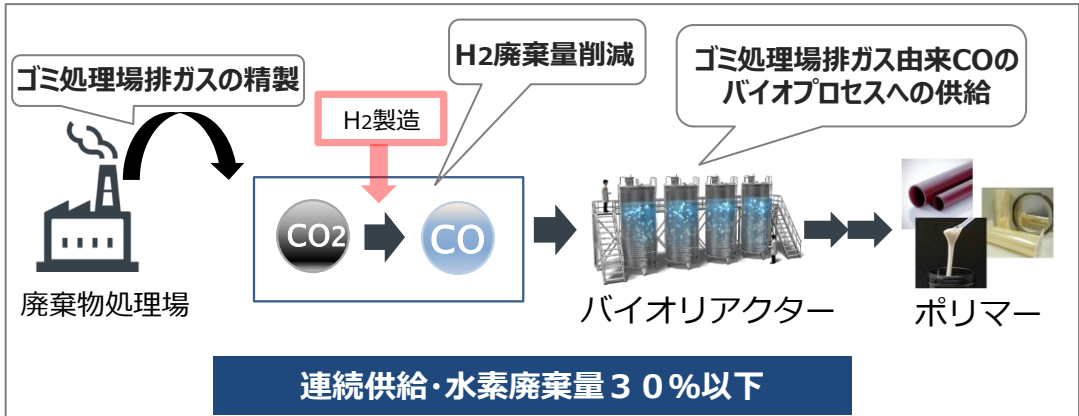 ゴミ処理場排ガスの精製
H2廃棄量削減
ゴミ処理場排ガス由来COの
バイオプロセスへの供給
H2製造
CO2
CO
廃棄物処理場
バイオリアクター
ポリマー
連続供給・水素廃棄量３０％以下